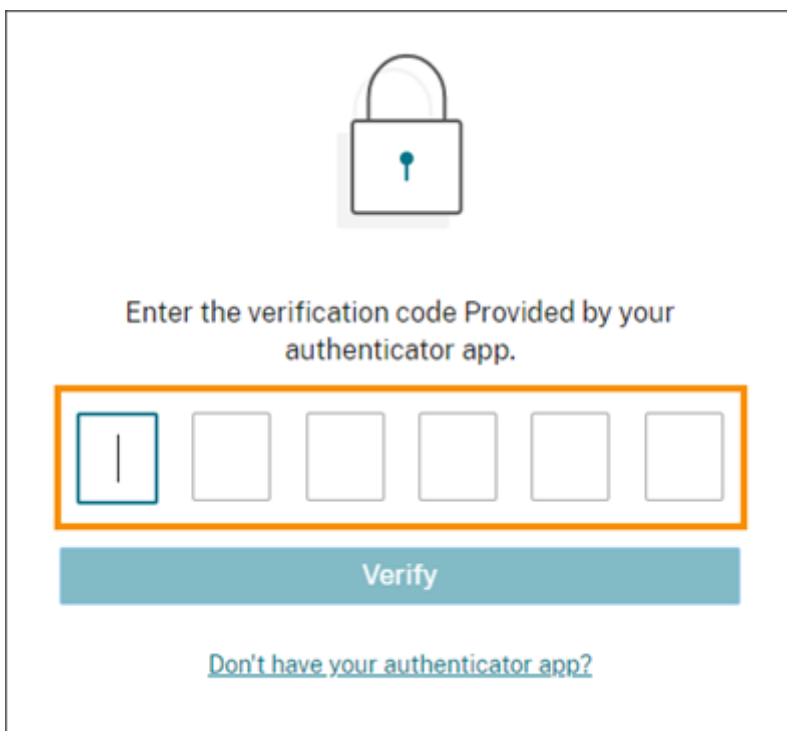 Enter the verification code Provided by your
authenticator app.
Verify
Don't have your authenticator app?